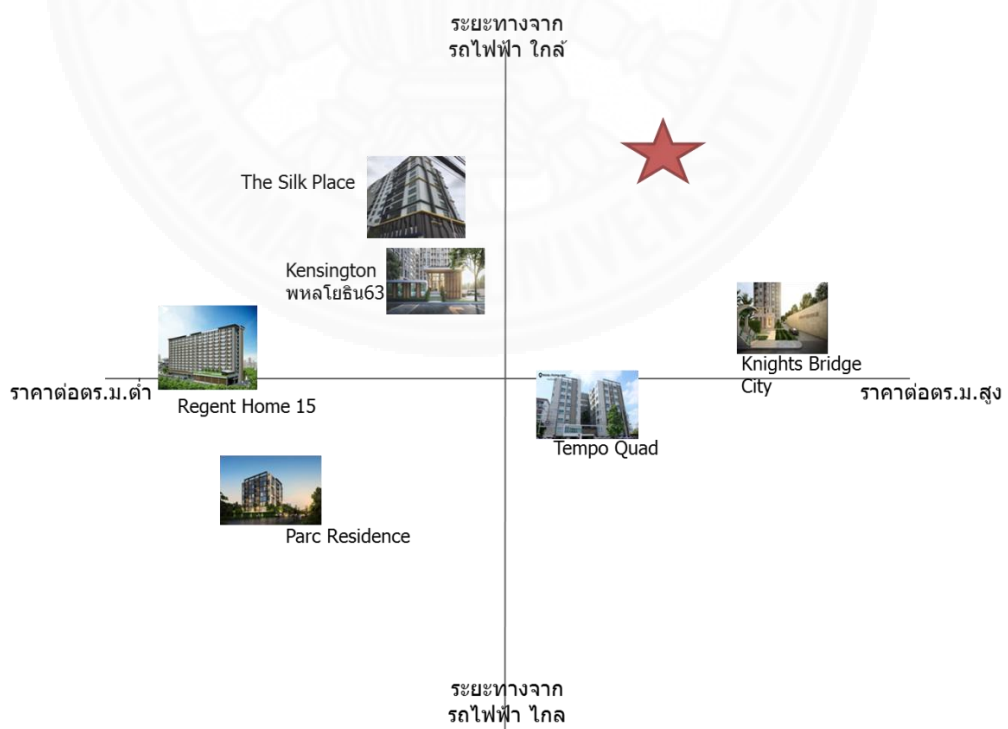 ระยะทางจาก
รถไฟฟ้า ใกล้
The Silk Place
Kensington
พหลโยธิน63
Knights Bridge
City
ราคาต่อตร.ม.ต่ำ
ราคาต่อตร.ม.สูง
Regent Home 15
Tempo Quad
Parc Residence
ระยะทางจาก
รถไฟฟ้า ไกล